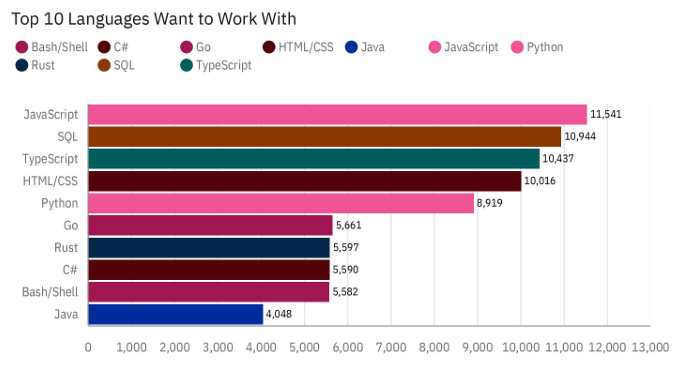 Top 10 Languages Want to Work With
Bash/Shell C# Go HTML/CSS Java JavaScript Python
Rust SQL TypeScript
JavaScript 11,541
SQL 10,944
TypeScript 10,437
HTML/CSS 10,016
Python 8,919
Go 5,661
Rust 5,597
C# 5,590
Bash/Shell 5,582
Java 4,048
0 1,000 2,000 3,000 4,000 5,000 6,000 7,000 8,000 9,000 10,000 11,000 12,000 13,000